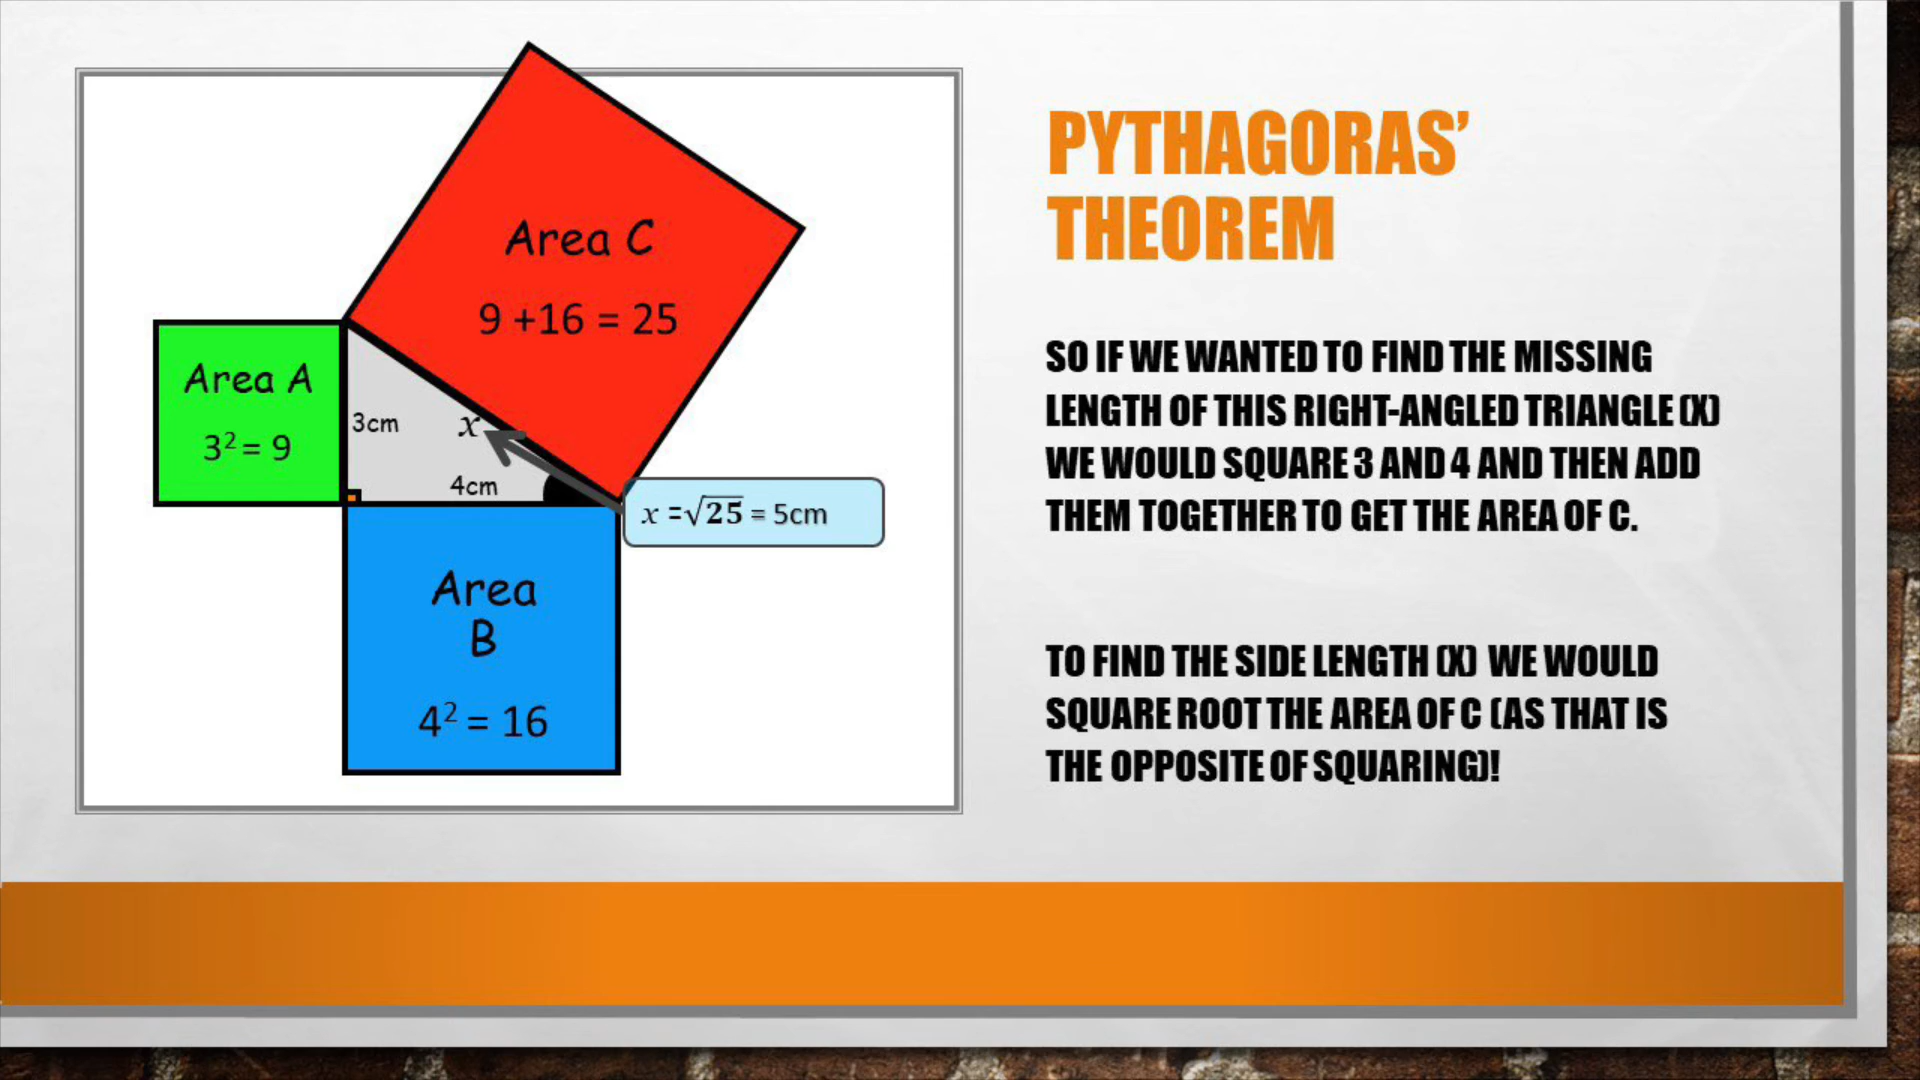 PYTHAGORAS'
THEOREM
SO IF WE WANTED TO FIND THE MISSING
LENGTH OF THIS RIGHT-ANGLED TRIANGLE (X)
WE WOULD SQUARE 3 AND 4 AND THEN ADD
THEM TOGETHER TO GET THE AREA OF C.
TO FIND THE SIDE LENGTH (X) WE WOULD
SQUARE ROOT THE AREA OF C (AS THAT IS
THE OPPOSITE OF SQUARING)!
Area C
9 +16 = 25
Area A
3² = 9
3cm
x
4cm
x =√25 = 5cm
Area
B
4² = 16